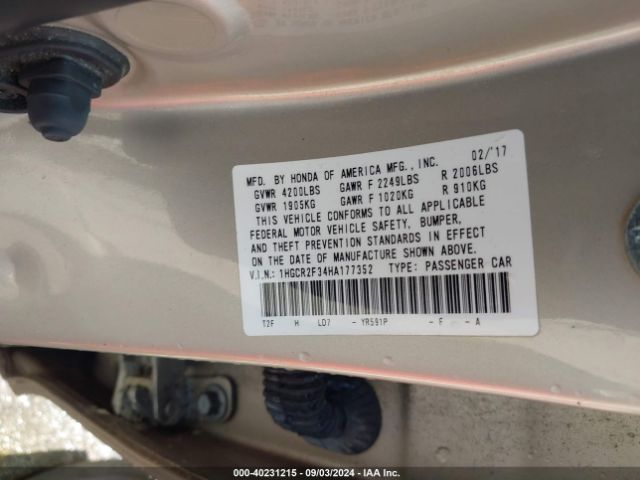 MFD. BY HONDA OF AMERICA MFG., INC. 02/'17
GVWR 4200LBS GAWR F 2249LBS R 2006LBS
GVWR 1905KG GAWR F 1020KG R 910KG
THIS VEHICLE CONFORMS TO ALL APPLICABLE
FEDERAL MOTOR VEHICLE SAFETY, BUMPER,
AND THEFT PREVENTION STANDARDS IN EFFECT
ON THE DATE OF MANUFACTURE SHOWN ABOVE.
V.I.N.: 1HGCR2F34HA177352 TYPE: PASSENGER CAR
T2F H LD7 - YR591P - F - A
000-40231215 - 09/03/2024 - IAA Inc.